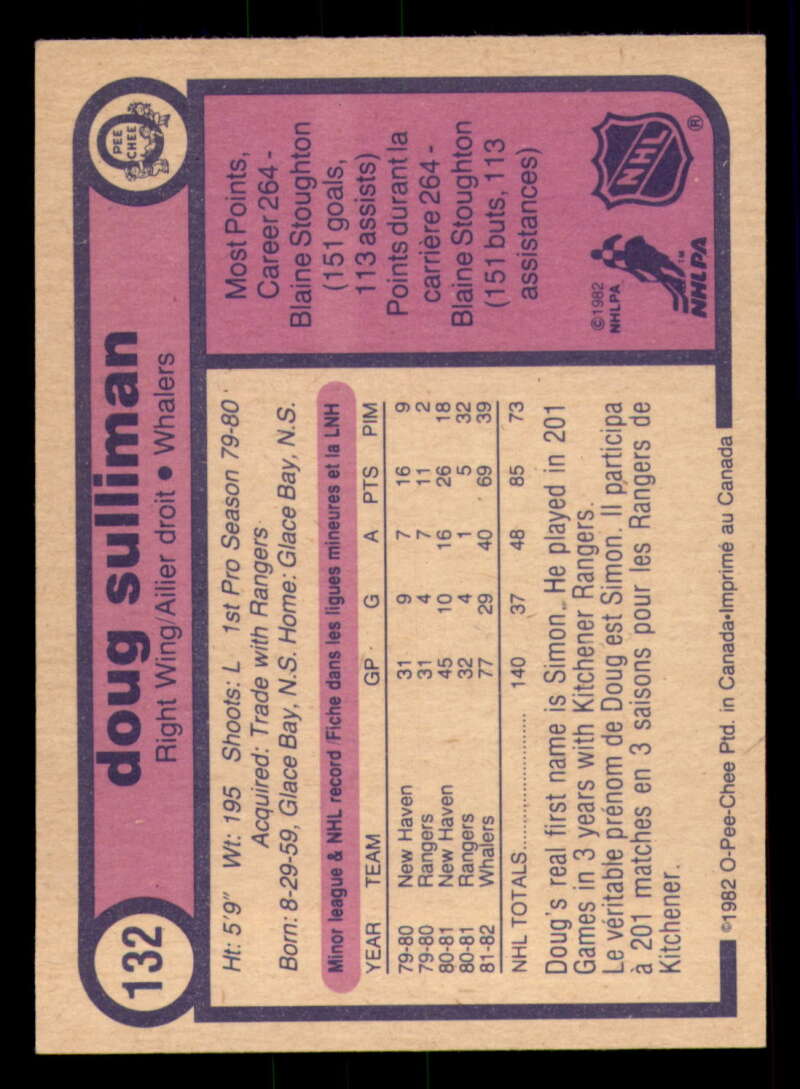 132
doug sulliman
Right Wing/Ailier droit • Whalers
O
PEE
CHEE
Ht: 5'9" Wt: 195 Shoots: L 1st Pro Season 79-80
Acquired: Trade with Rangers
Born: 8-29-59, Glace Bay, N.S. Home: Glace Bay, N.S.
Minor league & NHL record/Fiche dans les ligues mineures et la LNH
YEAR TEAM GP G A PTS PIM
79-80 New Haven 31 9 7 16 9
79-80 Rangers 31 4 7 11 2
80-81 New Haven 45 10 16 26 18
80-81 Rangers 32 4 1 5 32
81-82 Whalers 77 29 40 69 39
NHL TOTALS 140 37 48 85 73
Doug's real first name is Simon. He played in 201
Games in 3 years with Kitchener Rangers.
Le véritable prénom de Doug est Simon. Il participa
à 201 matches en 3 saisons pour les Rangers de
Kitchener.
Most Points,
Career 264 -
Blaine Stoughton
(151 goals,
113 assists)
Points durant la
carrière 264 -
Blaine Stoughton
(151 buts, 113
assistances)
©1982
NHLPA
NHLPA
TM
NHL
®
©1982 O-Pee-Chee Ptd. in Canada•Imprimé au Canada